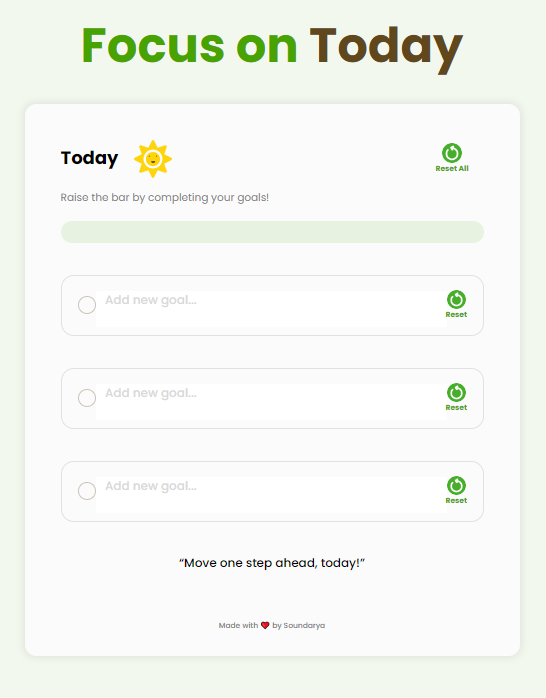 Focus on Today
Today
Reset All
Raise the bar by completing your goals!
Add new goal...
Reset
Add new goal...
Reset
Add new goal...
Reset
“Move one step ahead, today!”
Made with ❤️ by Soundarya